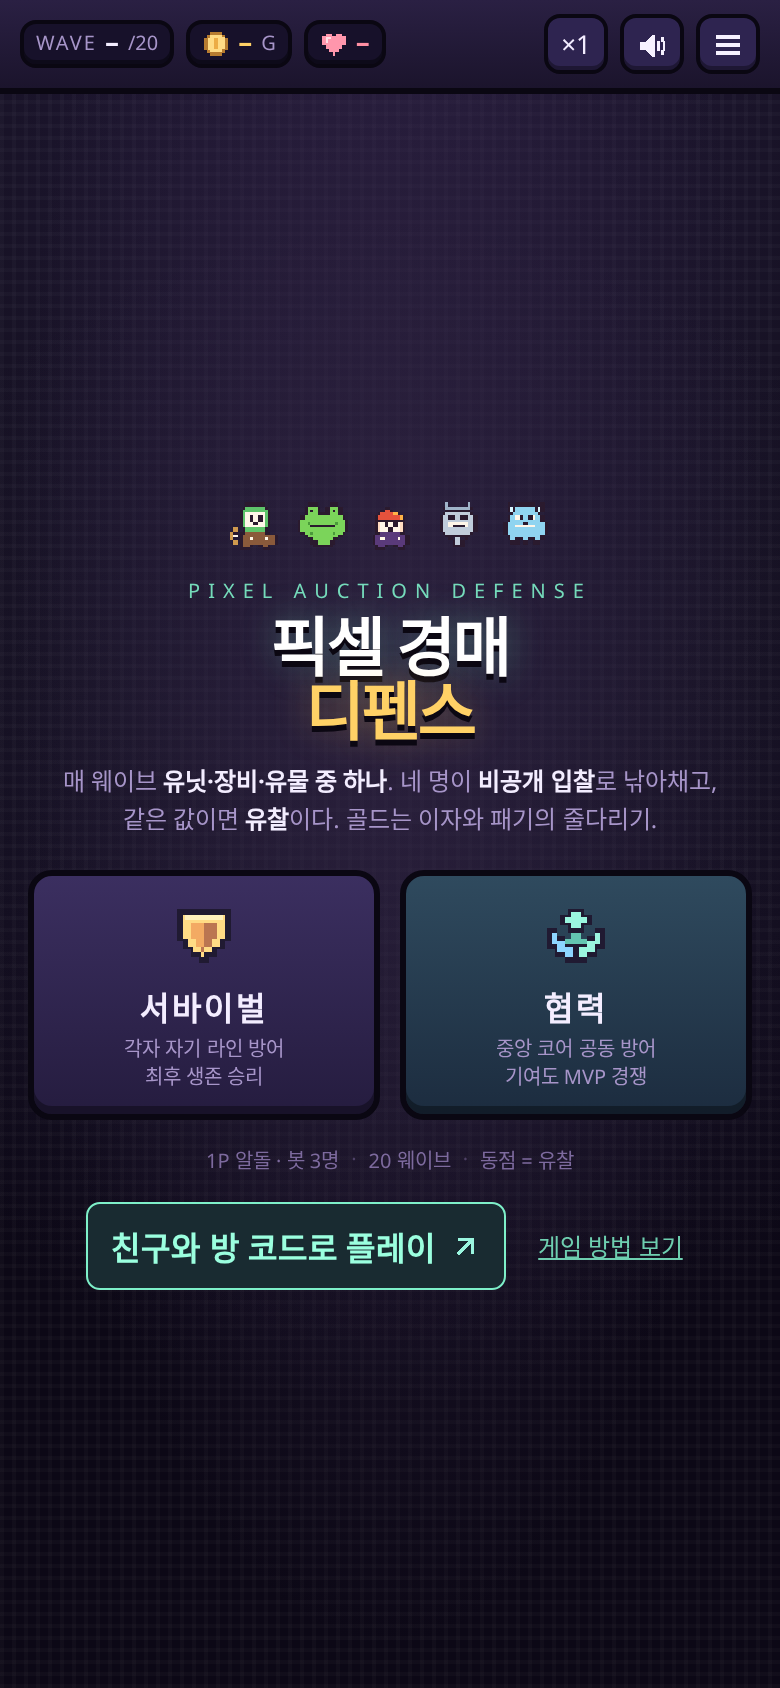 WAVE – /20
– G
–
×1
PIXEL AUCTION DEFENSE
픽셀 경매
디펜스
매 웨이브 유닛·장비·유물 중 하나. 네 명이 비공개 입찰로 낚아채고,
같은 값이면 유찰이다. 골드는 이자와 패기의 줄다리기.
서바이벌
각자 자기 라인 방어
최후 생존 승리
협력
중앙 코어 공동 방어
기여도 MVP 경쟁
1P 알돌 · 봇 3명 · 20 웨이브 · 동점 = 유찰
친구와 방 코드로 플레이
게임 방법 보기